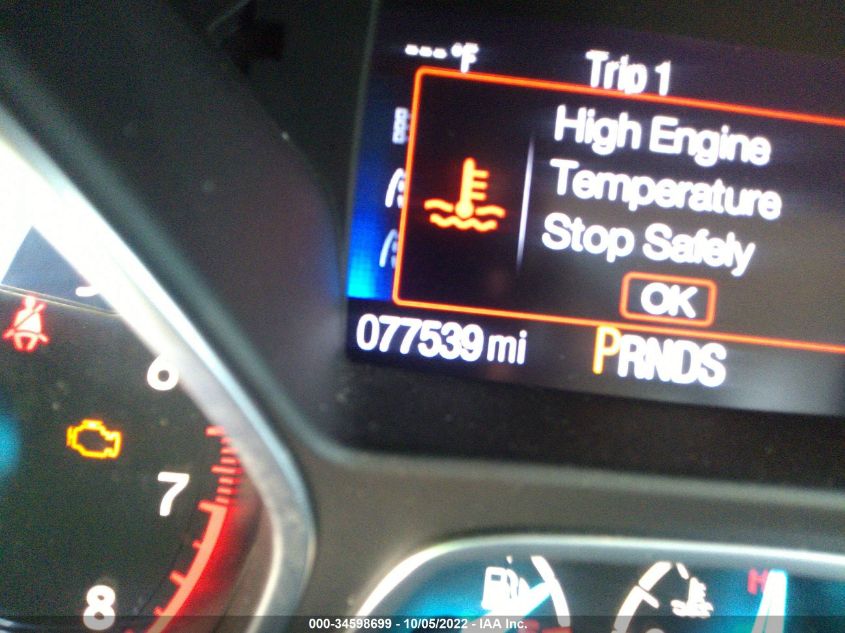 ---°F
Trip 1
High Engine
Temperature
Stop Safely
OK
077539 mi
PRNDS
6
7
8
H
000-34598699 - 10/05/2022 - IAA, Inc.